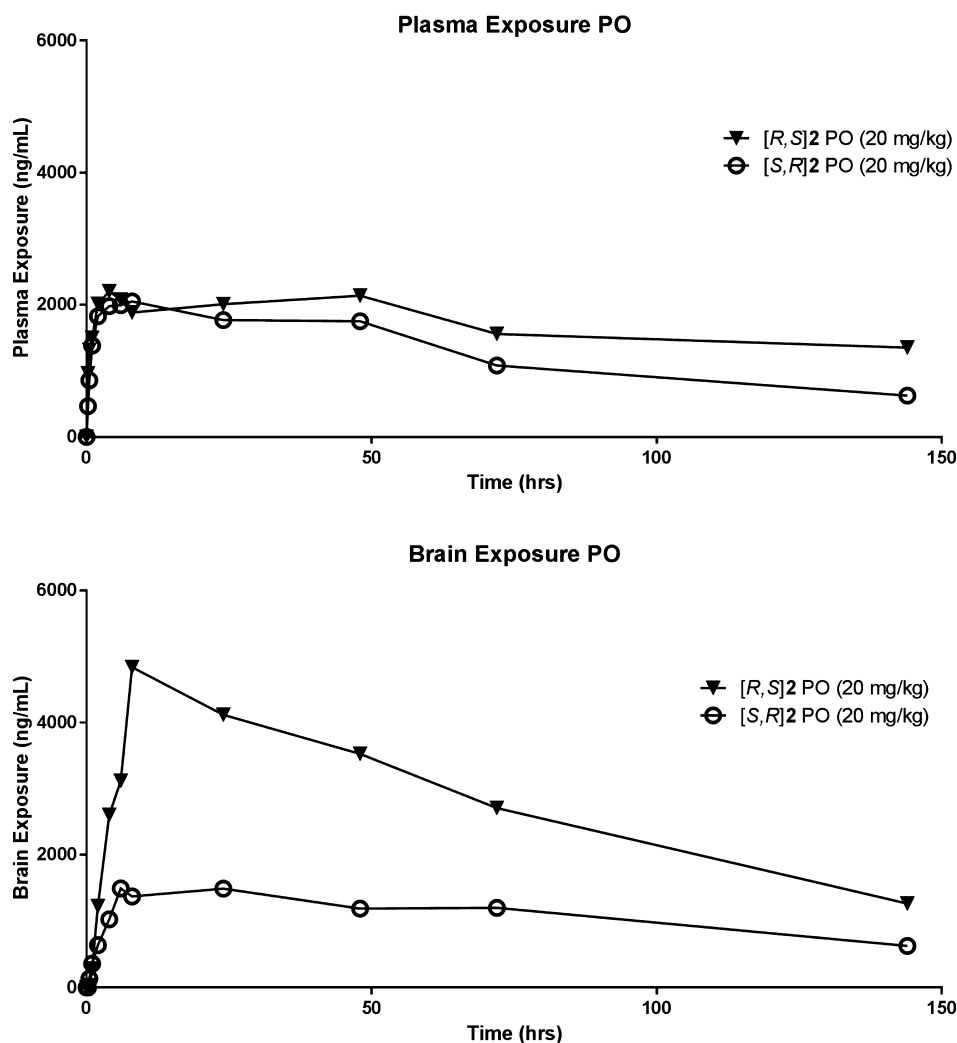 Plasma Exposure PO
6000
4000
2000
0
Plasma Exposure (ng/mL)
[R,S]2 PO (20 mg/kg)
[S,R]2 PO (20 mg/kg)
0 50 100 150
Time (hrs)
Brain Exposure PO
6000
4000
2000
0
Brain Exposure (ng/mL)
[R,S]2 PO (20 mg/kg)
[S,R]2 PO (20 mg/kg)
0 50 100 150
Time (hrs)